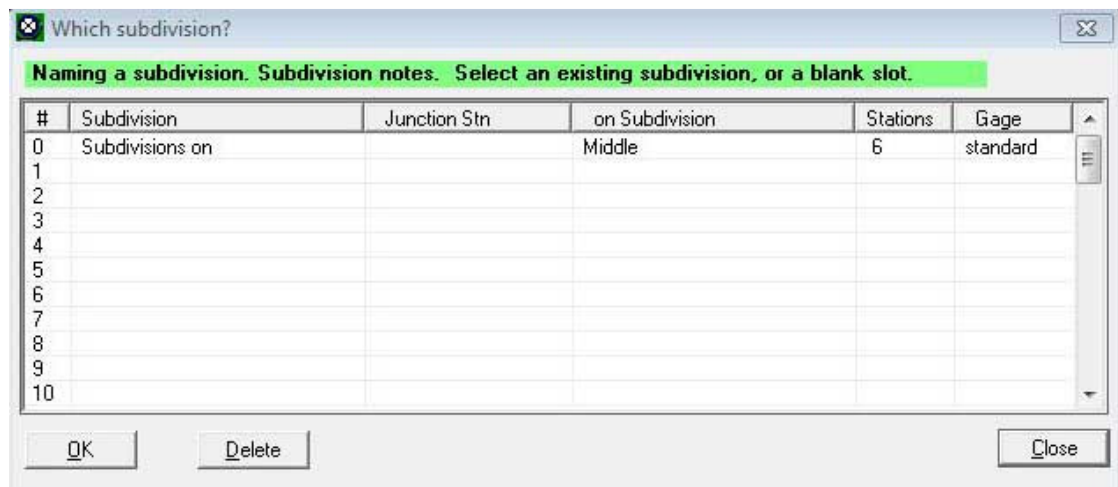 Which subdivision?
Naming a subdivision. Subdivision notes. Select an existing subdivision, or a blank slot.
# Subdivision Junction Stn on Subdivision Stations Gage
0 Subdivisions on Middle 6 standard
1
2
3
4
5
6
7
8
9
10
OK Delete Close